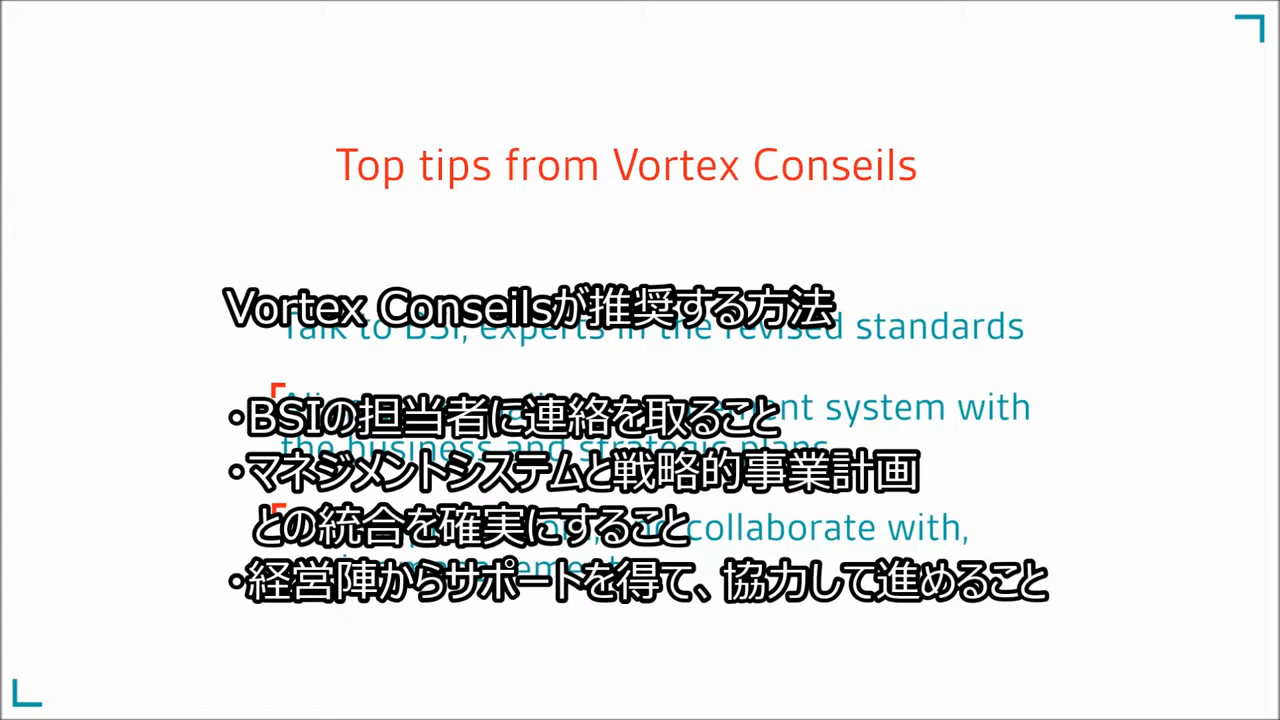 Top tips from Vortex Conseils
Vortex Conseilsが推奨する方法
Talk to BSI, experts in the revised standards
・BSIの担当者に連絡を取ること
system with
the business and strategic plans
・マネジメントシステムと戦略的事業計画
との統合を確実にすること
collaborate with,
・経営陣からサポートを得て、協力して進めること